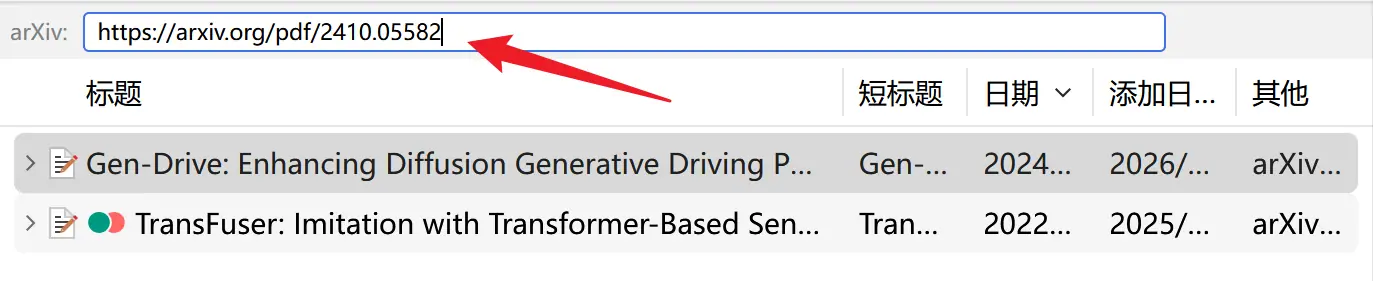 arXiv: https://arxiv.org/pdf/2410.05582
标题 短标题 日期 添加日... 其他
Gen-Drive: Enhancing Diffusion Generative Driving P... Gen-... 2024... 2026/... arXiv...
TransFuser: Imitation with Transformer-Based Sen... Tran... 2022... 2025/... arXiv...